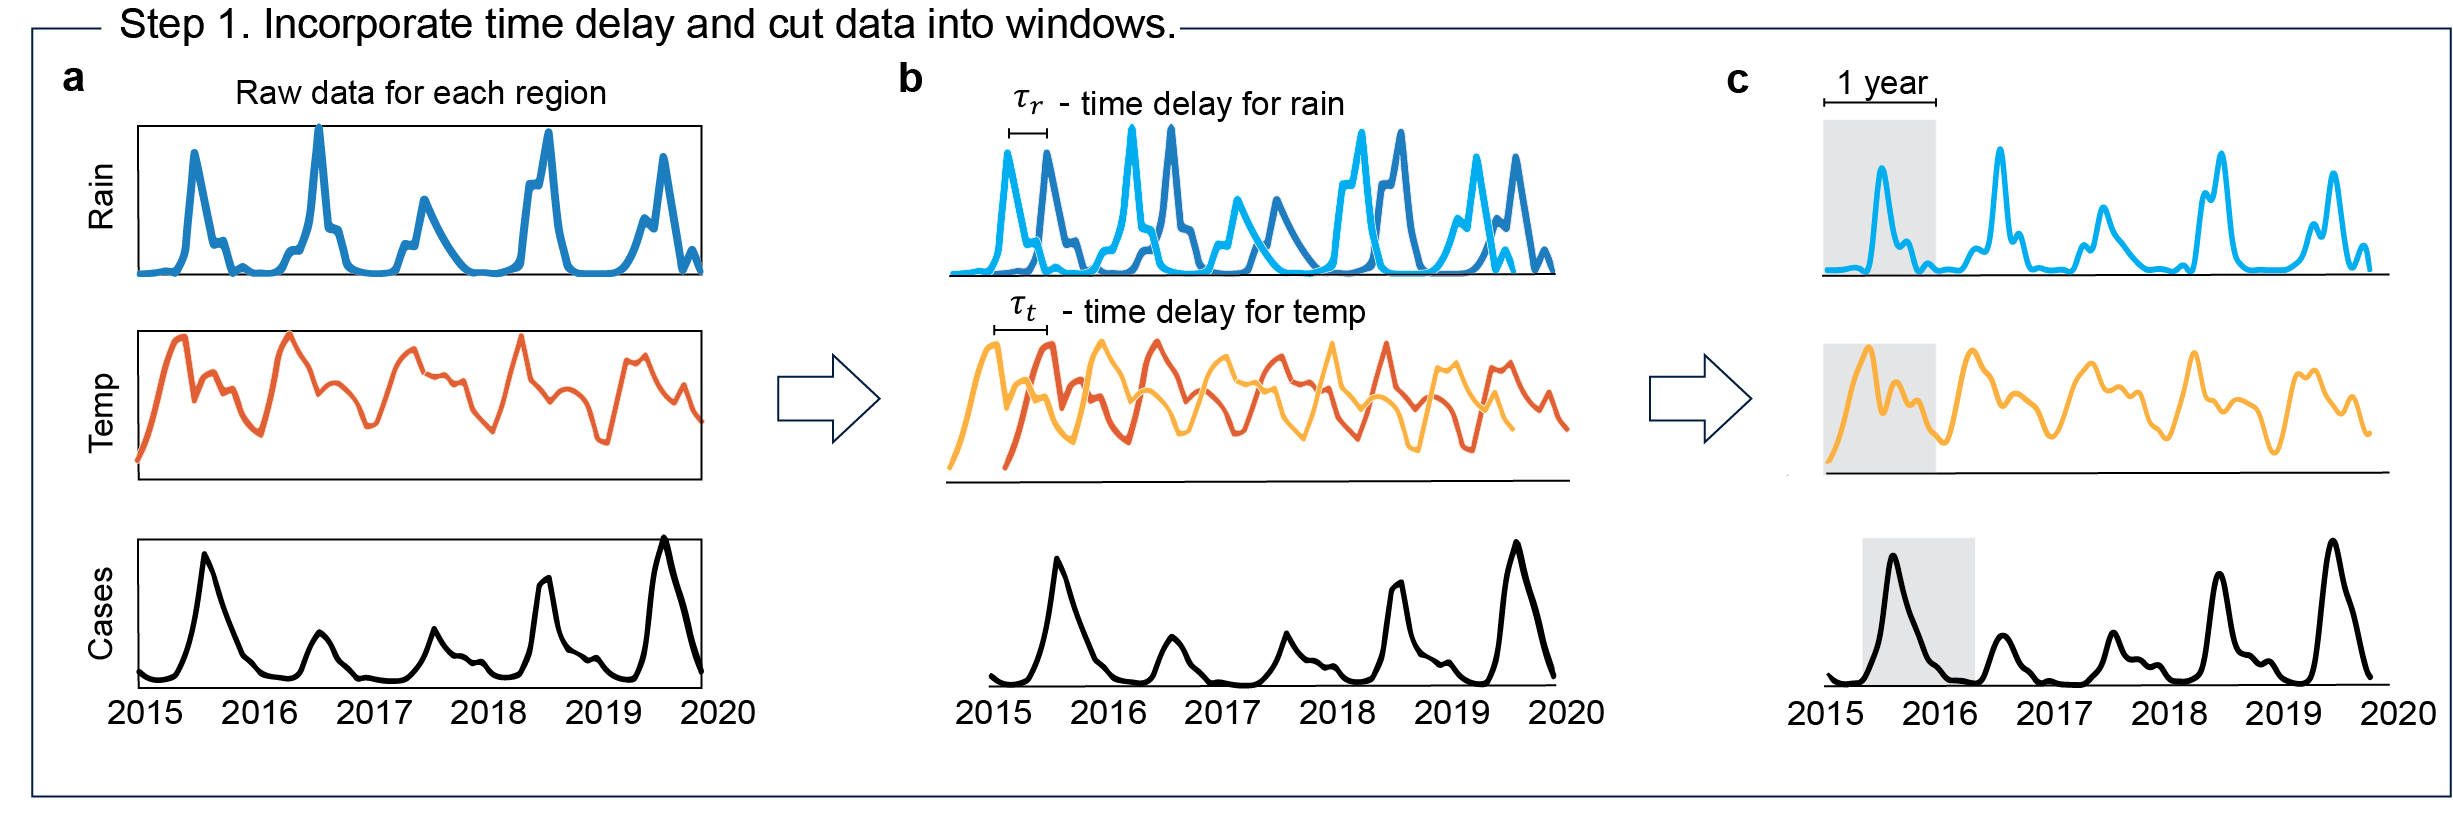 Step 1. Incorporate time delay and cut data into windows.
a
Raw data for each region
Rain
Temp
Cases
2015 2016 2017 2018 2019 2020
b
τr - time delay for rain
τt - time delay for temp
2015 2016 2017 2018 2019 2020
c
1 year
2015 2016 2017 2018 2019 2020